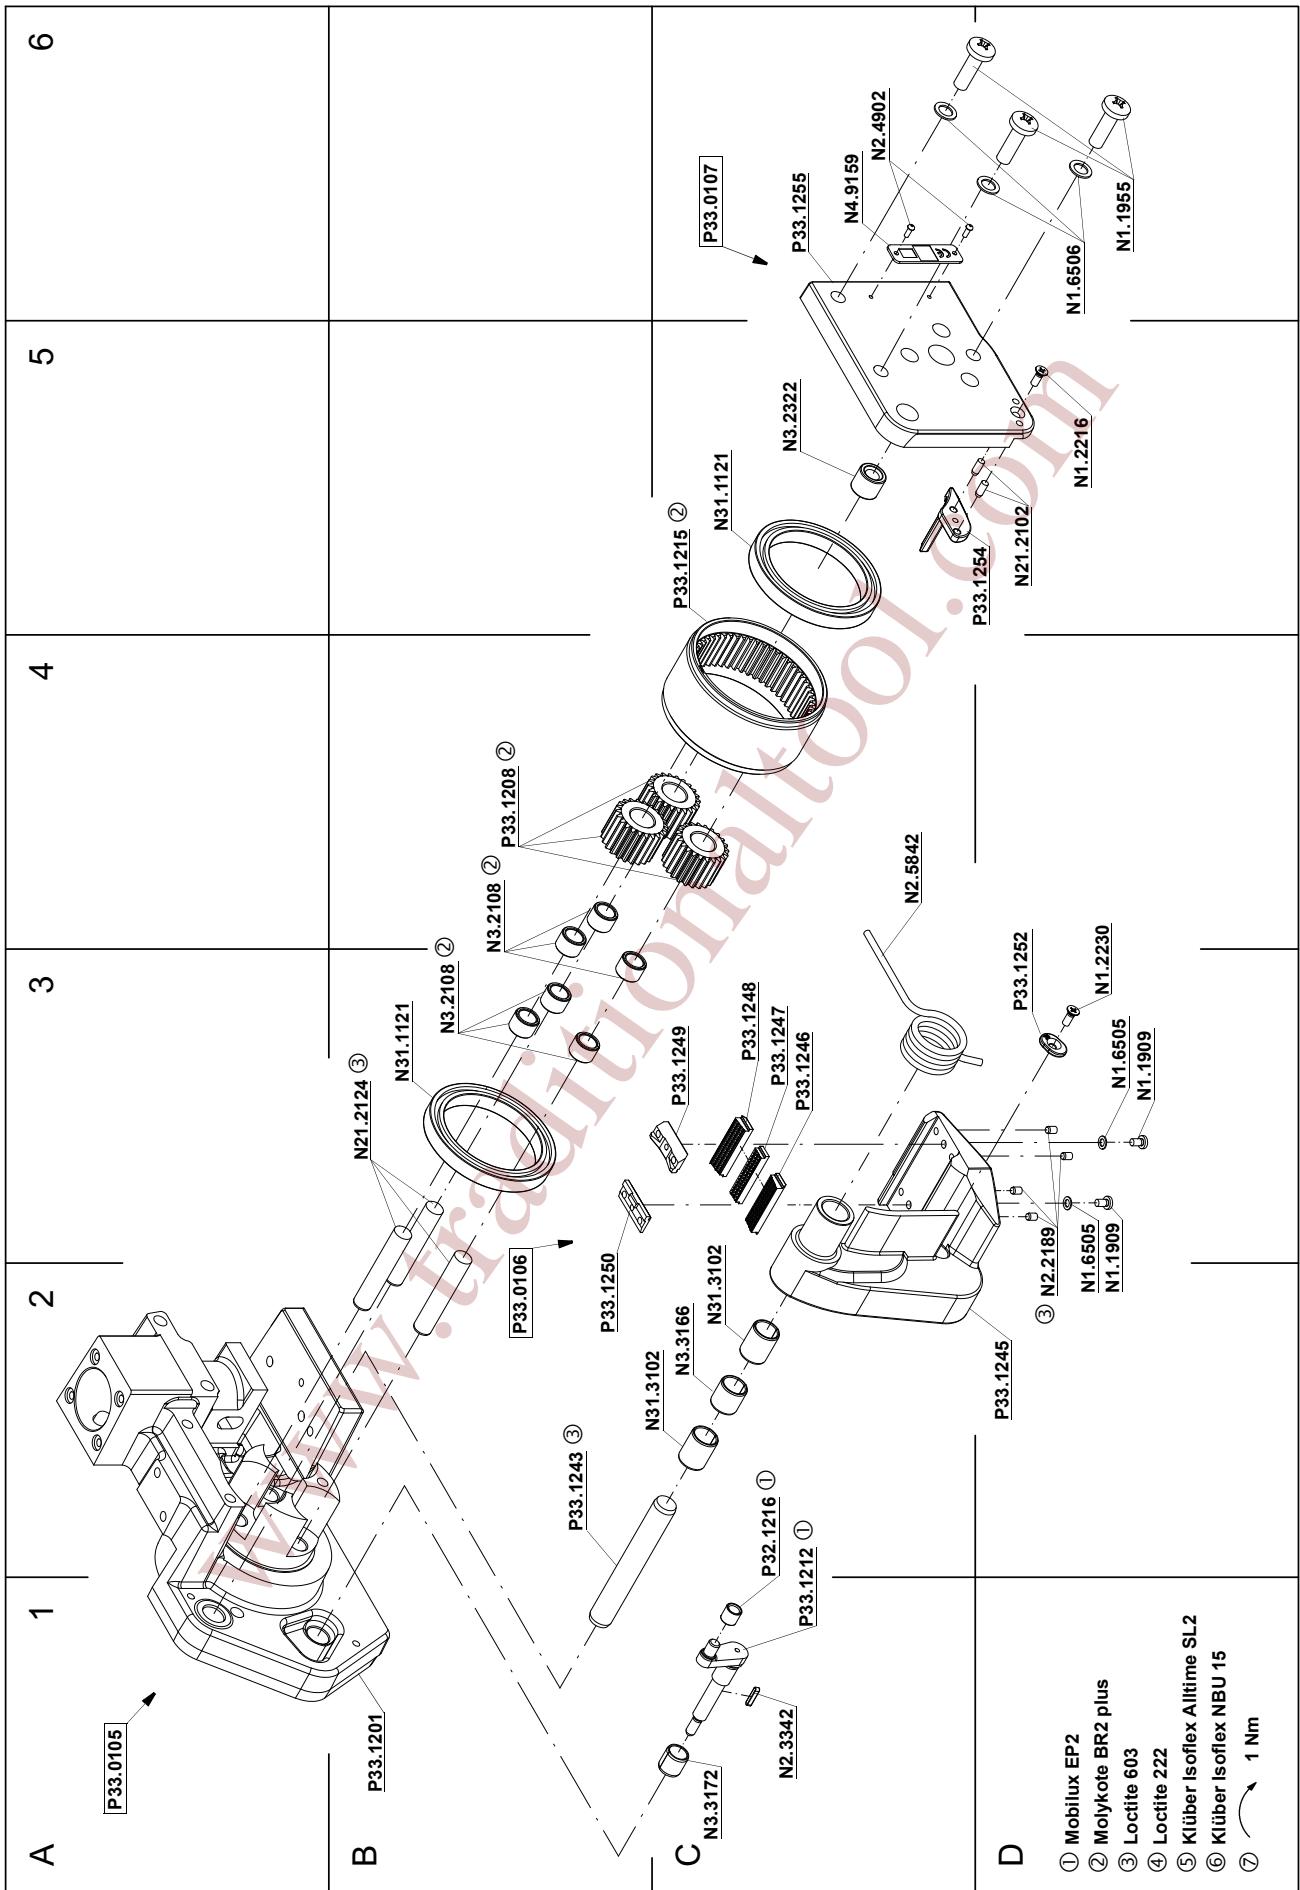 6
5
4
3
2
1
A
B
C
D
P33.0105
P33.1201
N21.2124 ③
N31.1121
N3.2108 ②
N3.2108 ②
P33.1208 ②
P33.1215 ②
N31.1121
N3.2322
P33.0107
P33.1255
N4.9159
N2.4902
N1.6506
N1.1955
N1.2216
N21.2102
P33.1254
P33.0106
P33.1250
P33.1249
P33.1248
P33.1247
P33.1246
N2.5842
P33.1252
N1.2230
N1.6505
N1.1909
③ N2.2189
N1.6505
N1.1909
P33.1245
N31.3102
N3.3166
N31.3102
P33.1243 ③
P32.1216 ①
P33.1212 ①
N2.3342
N3.3172
① Mobilux EP2
② Molykote BR2 plus
③ Loctite 603
④ Loctite 222
⑤ Klüber Isoflex Alltime SL2
⑥ Klüber Isoflex NBU 15
⑦ 1 Nm
www.traditionaltool.com